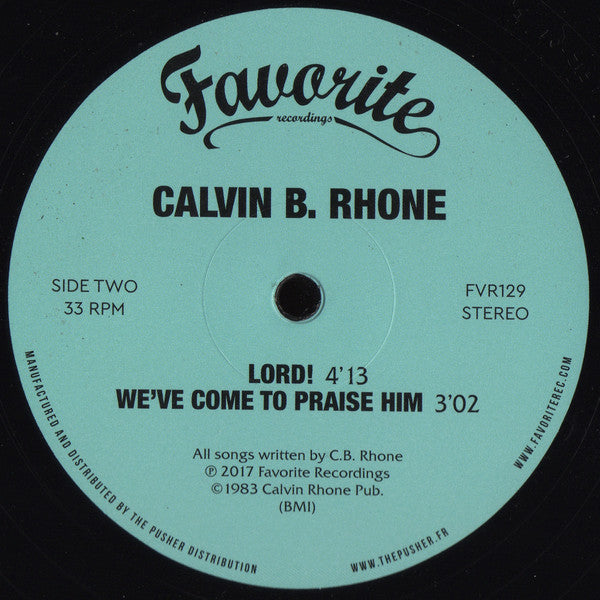 Favorite
recordings
CALVIN B. RHONE
SIDE TWO
33 RPM
FVR129
STEREO
LORD! 4'13
WE'VE COME TO PRAISE HIM 3'02
All songs written by C.B. Rhone
℗ 2017 Favorite Recordings
©1983 Calvin Rhone Pub.
(BMI)
MANUFACTURED AND DISTRIBUTED BY THE PUSHER DISTRIBUTION
WWW.THEPUSHER.FR
WWW.FAVORITEREC.COM